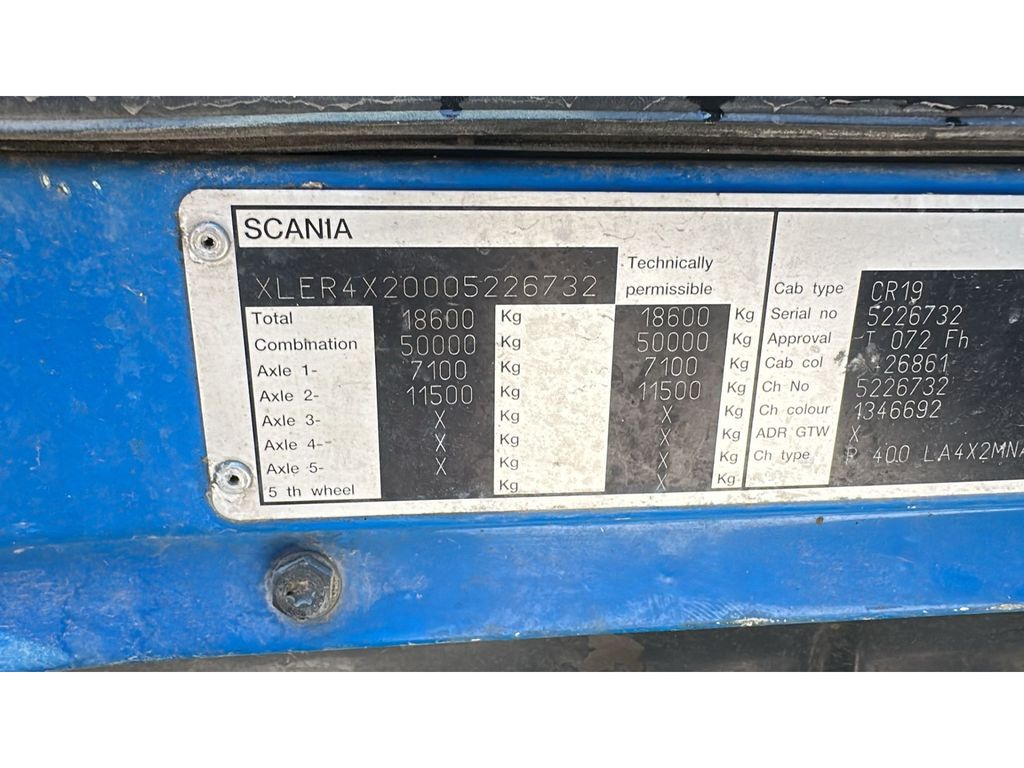 SCANIA
XLER4X20005226732
Technically
permissible
Total 18600 Kg 18600 Kg
Combination 50000 Kg 50000 Kg
Axle 1- 7100 Kg 7100 Kg
Axle 2- 11500 Kg 11500 Kg
Axle 3- X Kg X Kg
Axle 4- X Kg X Kg
Axle 5- X Kg X Kg
5 th wheel Kg X Kg
Cab type CR19
Serial no 5226732
Approval T 072 Fh
Cab col 26861
Ch No 5226732
Ch colour 1346692
ADR GTW X
Ch type P 400 LA4X2MNA